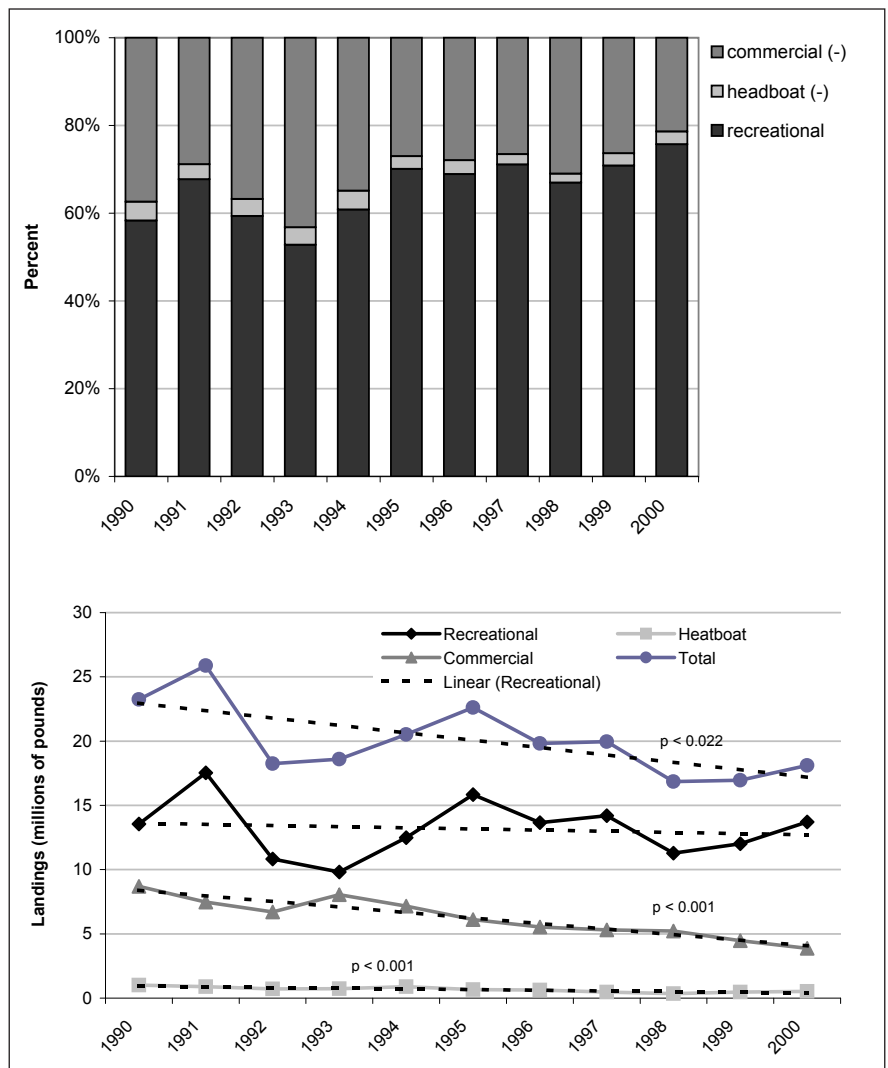 100%
80%
60%
40%
20%
0%
Percent
commercial (-)
headboat (-)
recreational
1990 1991 1992 1993 1994 1995 1996 1997 1998 1999 2000
30
25
20
15
10
5
0
Landings (millions of pounds)
Recreational Heatboat
Commercial Total
Linear (Recreational)
p < 0.022
p < 0.001
p < 0.001
1990 1991 1992 1993 1994 1995 1996 1997 1998 1999 2000